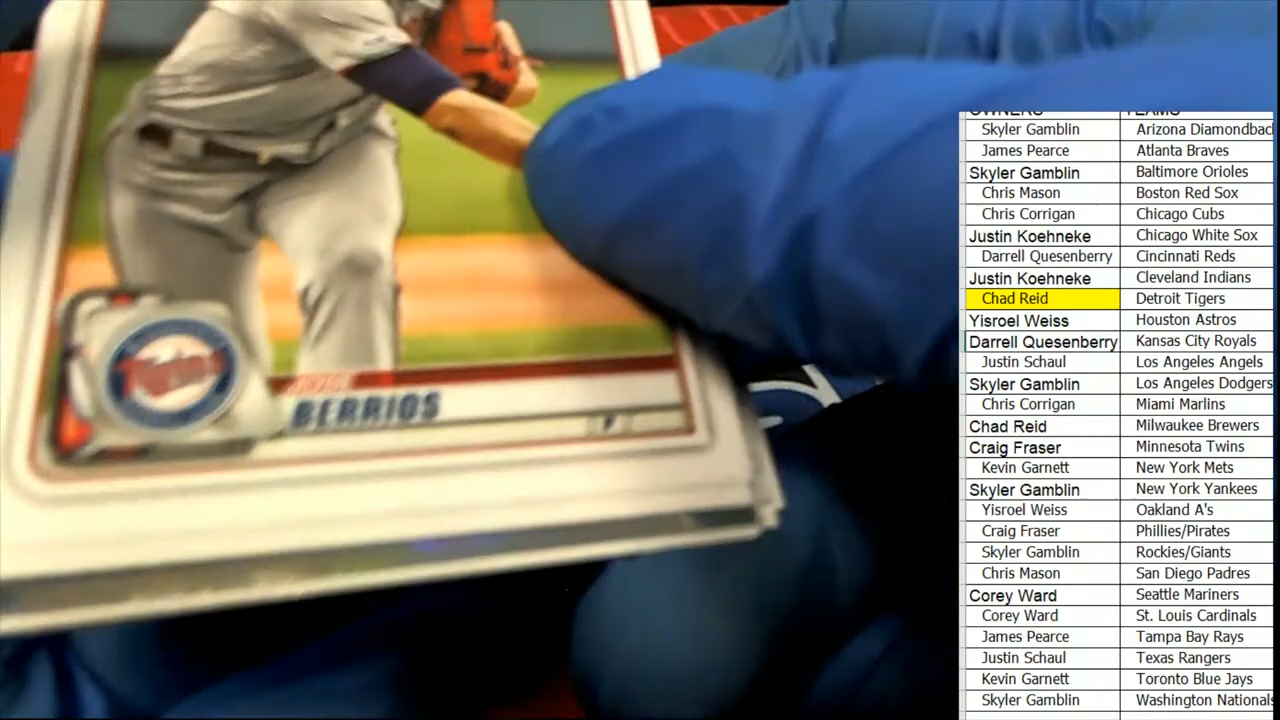 Twins
BERRIOS
P
OWNERS TEAMS
Skyler Gamblin Arizona Diamondbac
James Pearce Atlanta Braves
Skyler Gamblin Baltimore Orioles
Chris Mason Boston Red Sox
Chris Corrigan Chicago Cubs
Justin Koehneke Chicago White Sox
Darrell Quesenberry Cincinnati Reds
Justin Koehneke Cleveland Indians
Chad Reid Detroit Tigers
Yisroel Weiss Houston Astros
Darrell Quesenberry Kansas City Royals
Justin Schaul Los Angeles Angels
Skyler Gamblin Los Angeles Dodgers
Chris Corrigan Miami Marlins
Chad Reid Milwaukee Brewers
Craig Fraser Minnesota Twins
Kevin Garnett New York Mets
Skyler Gamblin New York Yankees
Yisroel Weiss Oakland A's
Craig Fraser Phillies/Pirates
Skyler Gamblin Rockies/Giants
Chris Mason San Diego Padres
Corey Ward Seattle Mariners
Corey Ward St. Louis Cardinals
James Pearce Tampa Bay Rays
Justin Schaul Texas Rangers
Kevin Garnett Toronto Blue Jays
Skyler Gamblin Washington Nationals